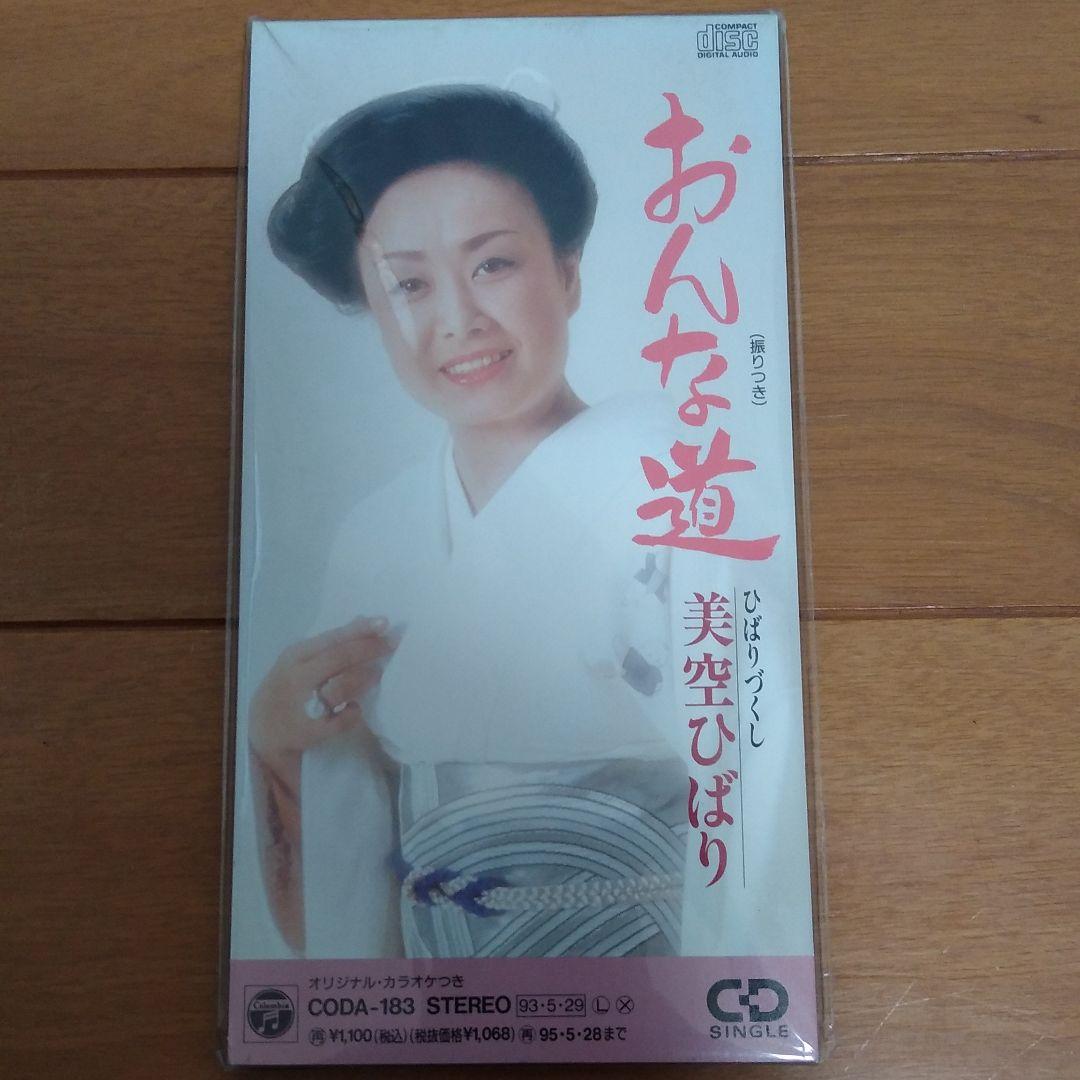 COMPACT
disc
DIGITAL AUDIO
おんな道
(振りつき)
ひばりづくし
美空ひばり
オリジナル・カラオケつき
Columbia
CODA-183 STEREO 93・5・29 Ⓛ Ⓧ
再 ¥1,100(税込)(税抜価格¥1,068) 再 95・5・28まで
CD
SINGLE